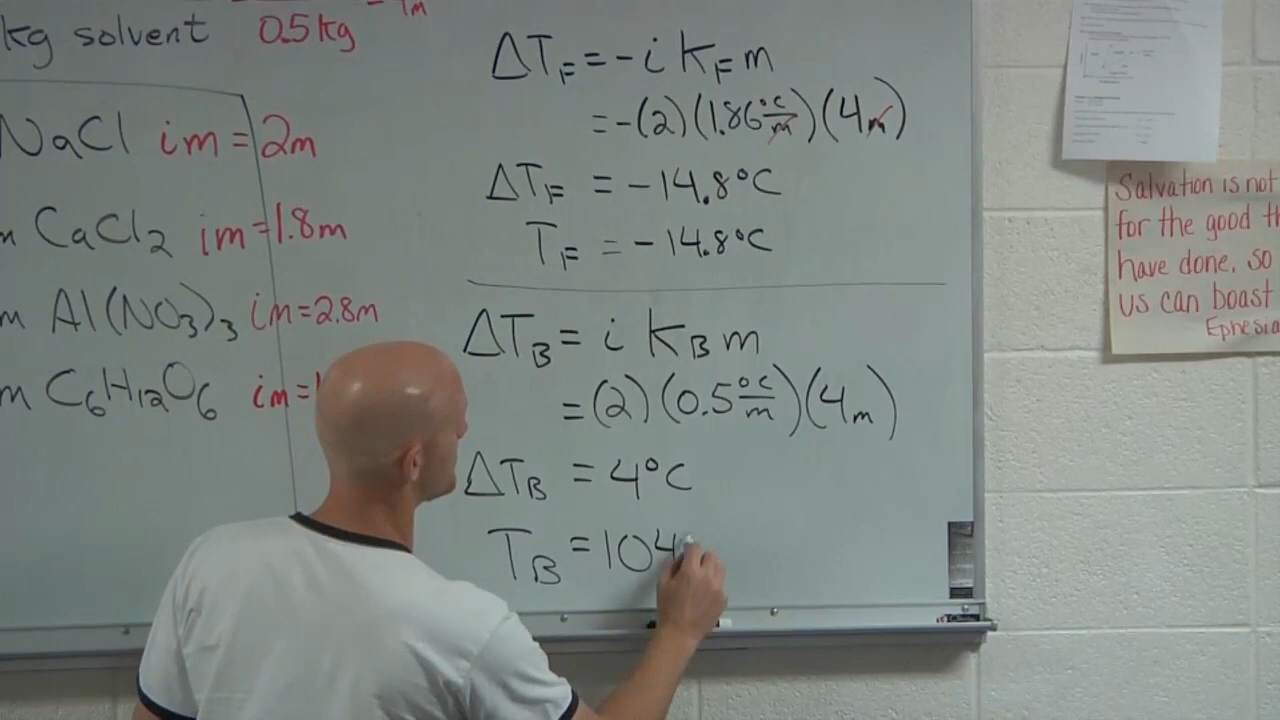 kg solvent 0.5 kg
NaCl im = 2m
m CaCl2 im = 1.8m
m Al(NO3)3 im = 2.8m
m C6H12O6 im =
ΔTF = -i KF m
= -(2)(1.86 °C/m)(4m)
ΔTF = -14.8°C
TF = -14.8°C
ΔTB = i KB m
= (2)(0.5 °C/m)(4m)
ΔTB = 4°C
TB = 104
Salvation is not
for the good th
have done, so
us can boast
Ephesia